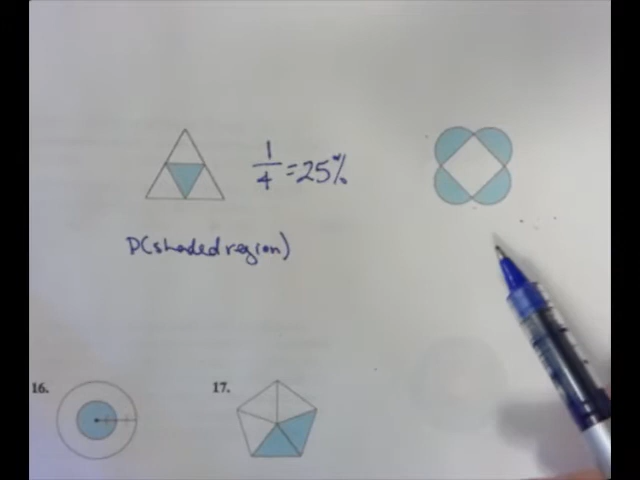 1/4 = 25%
P(shaded region)
16.
17.